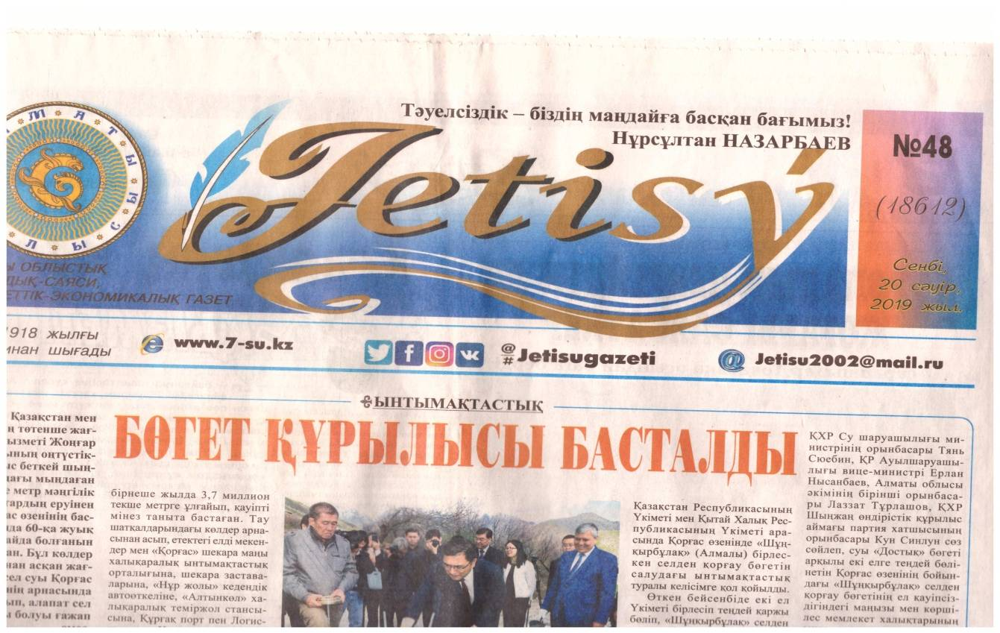 Тәуелсіздік – біздің маңдайға басқан бағымыз!
Нұрсұлтан НАЗАРБАЕВ
Jetisý
№48
(18612)
Сенбі,
20 сәуір,
2019 жыл.
МАТЫ
ЛЫСЫ
ОБЛЫСТЫҚ
ДЫҚ-САЯСИ,
ЕТТІК-ЭКОНОМИКАЛЫҚ ГАЗЕТ
1918 жылғы
инан шығады
www.7-su.kz
@
#Jetisugazeti
@ Jetisu2002@mail.ru
ЫНТЫМАҚТАСТЫҚ
БӨГЕТ ҚҰРЫЛЫСЫ БАСТАЛДЫ
Қазақстан мен
ң төтенше жағ-
ызметі Жоңғар
ының оңтүстік-
ыс беткей шың-
дағы мыңдаған
е метр мәңгілік
тардың еруінен
ас өзенінің бас-
да 60-қа жуық
айда болғанын
ан. Бұл көлдер
нан асқан жағ-
сел суы Қорғас
нің арнасында
ып, алапат сел
ы болуы ғажап
бірнеше жылда 3,7 миллион
текше метрге ұлғайып, қауіпті
мінез таныта бастаған. Тау
шатқалдарындағы көлдер арна-
сынан асып, етектегі елді мекен-
дер мен «Қорғас» шекара маңы
халықаралық ынтымақтастық
орталығына, шекара застава-
ларына, «Нұр жолы» кедендік
автоөткеліне, «Алтынкөл» ха-
лықаралық теміржол стансы-
сына, Құрғақ порт пен Логис-
Қазақстан Республикасының
Үкіметі мен Қытай Халық Рес-
публикасының Үкіметі ара-
сында Қорғас өзенінде «Шұң-
қырбұлақ» (Алмалы) бірлес-
кен селден қорғау бөгетін
салудағы ынтымақтастық
туралы келісімге қол қойылды.
Өткен бейсенбіде екі ел
Үкіметі бірлесіп теңдей қаржы
бөліп, «Шұңқырбұлақ» селден
ҚХР Су шаруашылығы ми-
нистрінің орынбасары Тянь
Сюебин, ҚР Ауылшаруашы-
лығы вице-министрі Ерлан
Нысанбаев, Алматы облысы
әкімінің бірінші орынбаса-
ры Лаззат Тұрлашов, ҚХР
Шыңжаң өндірістік құрылыс
аймағы партия хатшысының
орынбасары Кун Синлун сөз
сөйлеп, суы «Достық» бөгеті
арқылы екі елге теңдей бөлі-
нетін Қорғас өзенінің бойын-
дағы «Шұңқырбұлақ» селден
қорғау бөгетінің ел қауіпсіз-
дігіндегі маңызы мен көрші-
лес мемлекет халықтарының